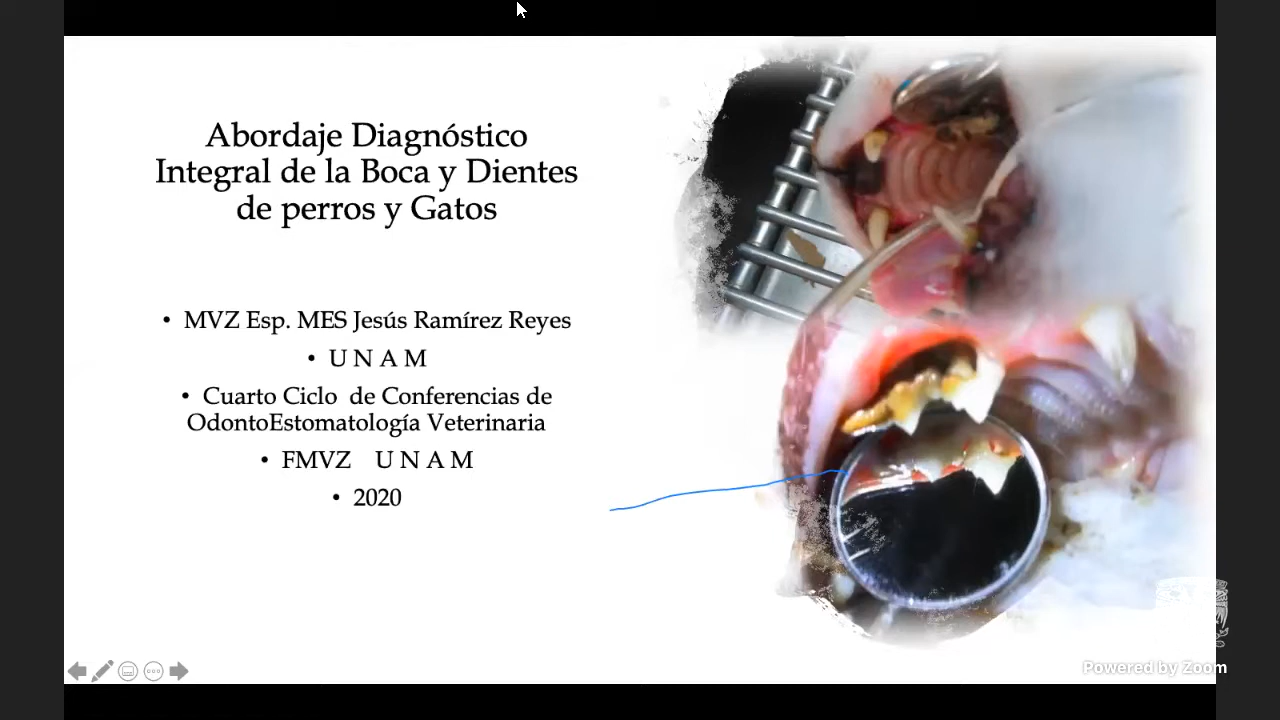 Abordaje Diagnóstico
Integral de la Boca y Dientes
de perros y Gatos
• MVZ Esp. MES Jesús Ramírez Reyes
• U N A M
• Cuarto Ciclo de Conferencias de
OdontoEstomatología Veterinaria
• FMVZ U N A M
• 2020
Powered by Zoom